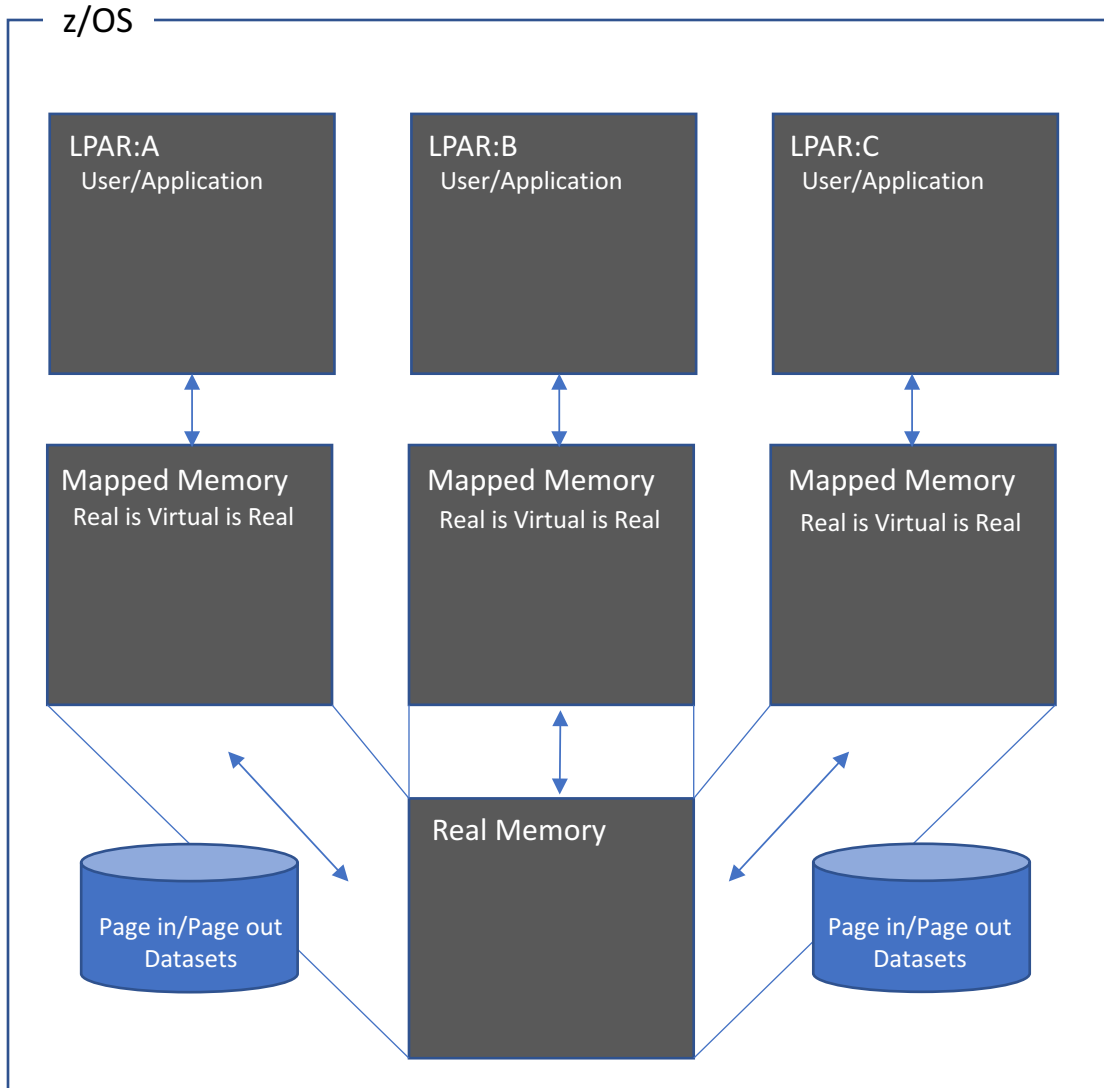 z/OS
LPAR:A
User/Application
LPAR:B
User/Application
LPAR:C
User/Application
Mapped Memory
Real is Virtual is Real
Mapped Memory
Real is Virtual is Real
Mapped Memory
Real is Virtual is Real
Real Memory
Page in/Page out
Datasets
Page in/Page out
Datasets